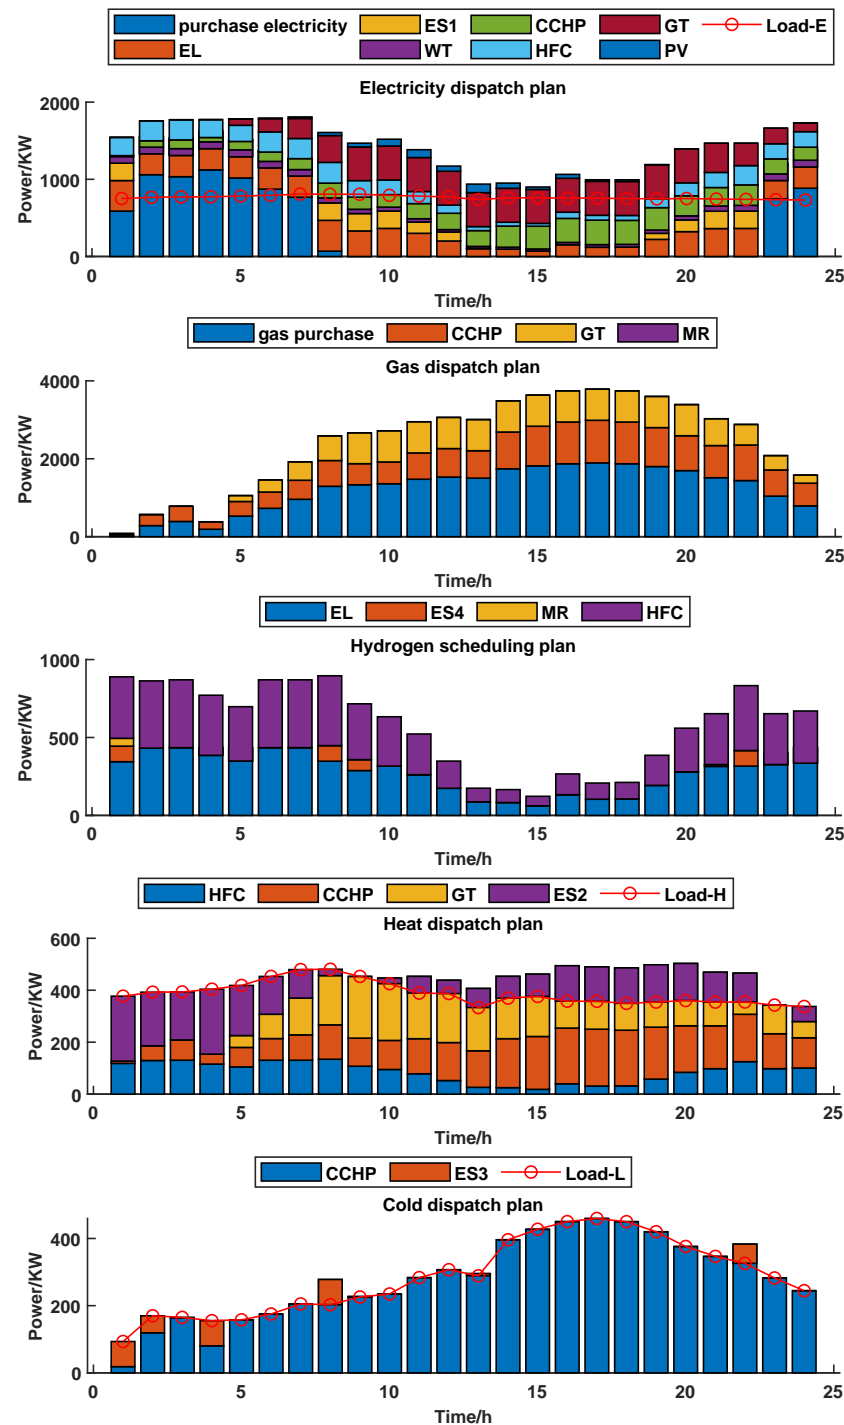 purchase electricity ES1 CCHP GT Load-E
EL WT HFC PV
Electricity dispatch plan
Power/KW
2000
1000
0
0 5 10 15 20 25
Time/h
gas purchase CCHP GT MR
Gas dispatch plan
Power/KW
4000
2000
0
0 5 10 15 20 25
Time/h
EL ES4 MR HFC
Hydrogen scheduling plan
Power/KW
1000
500
0
0 5 10 15 20 25
Time/h
HFC CCHP GT ES2 Load-H
Heat dispatch plan
Power/KW
600
400
200
0
0 5 10 15 20 25
Time/h
CCHP ES3 Load-L
Cold dispatch plan
Power/KW
400
200
0
0 5 10 15 20 25
Time/h